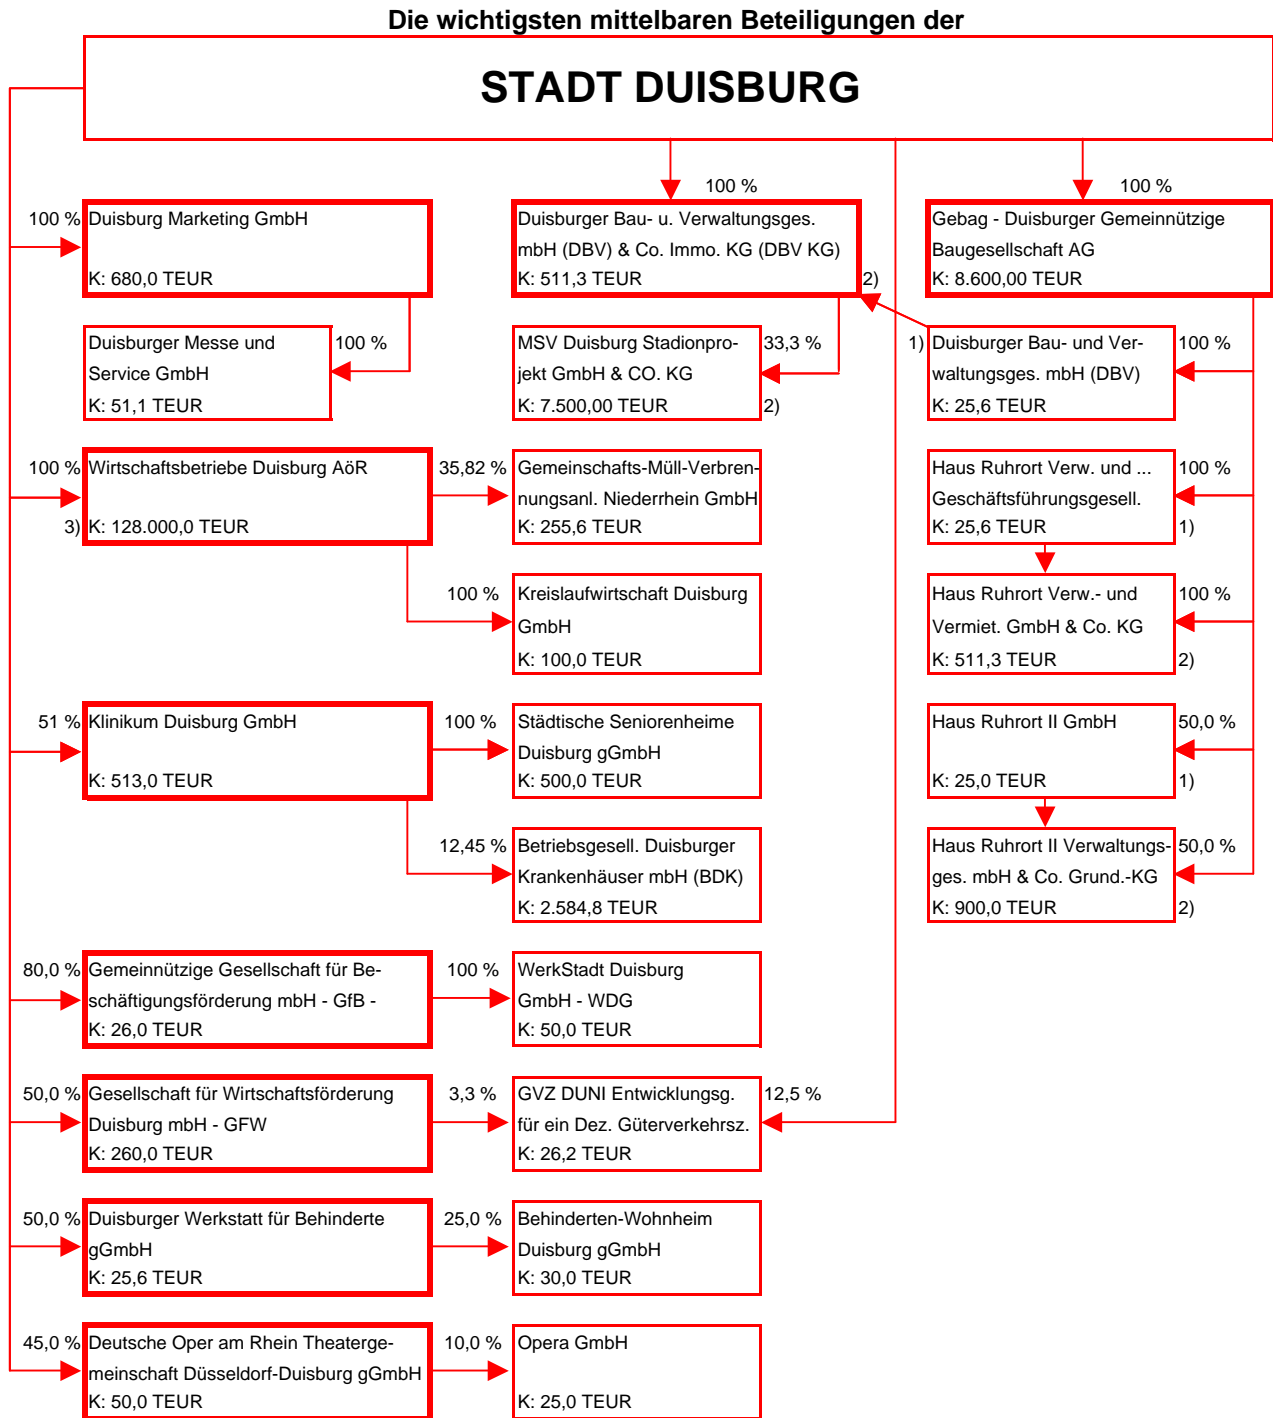 Die wichtigsten mittelbaren Beteiligungen der
STADT DUISBURG
100 %
Duisburg Marketing GmbH
K: 680,0 TEUR
Duisburger Messe und
Service GmbH
K: 51,1 TEUR
100 %
100 %
Duisburger Bau- u. Verwaltungsges.
mbH (DBV) & Co. Immo. KG (DBV KG)
K: 511,3 TEUR
2)
MSV Duisburg Stadionpro-
jekt GmbH & CO. KG
K: 7.500,00 TEUR
33,3 %
2)
100 %
Gebag - Duisburger Gemeinnützige
Baugesellschaft AG
K: 8.600,00 TEUR
1)
Duisburger Bau- und Ver-
waltungsges. mbH (DBV)
K: 25,6 TEUR
100 %
100 %
3)
Wirtschaftsbetriebe Duisburg AöR
K: 128.000,0 TEUR
35,82 %
Gemeinschafts-Müll-Verbren-
nungsanl. Niederrhein GmbH
K: 255,6 TEUR
100 %
Kreislaufwirtschaft Duisburg
GmbH
K: 100,0 TEUR
Haus Ruhrort Verw. und ...
Geschäftsführungsgesell.
K: 25,6 TEUR
100 %
1)
Haus Ruhrort Verw.- und
Vermiet. GmbH & Co. KG
K: 511,3 TEUR
100 %
2)
51 %
Klinikum Duisburg GmbH
K: 513,0 TEUR
100 %
Städtische Seniorenheime
Duisburg gGmbH
K: 500,0 TEUR
12,45 %
Betriebsgesell. Duisburger
Krankenhäuser mbH (BDK)
K: 2.584,8 TEUR
Haus Ruhrort II GmbH
K: 25,0 TEUR
50,0 %
1)
Haus Ruhrort II Verwaltungs-
ges. mbH & Co. Grund.-KG
K: 900,0 TEUR
50,0 %
2)
80,0 %
Gemeinnützige Gesellschaft für Be-
schäftigungsförderung mbH - GfB -
K: 26,0 TEUR
100 %
WerkStadt Duisburg
GmbH - WDG
K: 50,0 TEUR
50,0 %
Gesellschaft für Wirtschaftsförderung
Duisburg mbH - GFW
K: 260,0 TEUR
3,3 %
GVZ DUNI Entwicklungsg.
für ein Dez. Güterverkehrsz.
K: 26,2 TEUR
12,5 %
50,0 %
Duisburger Werkstatt für Behinderte
gGmbH
K: 25,6 TEUR
25,0 %
Behinderten-Wohnheim
Duisburg gGmbH
K: 30,0 TEUR
45,0 %
Deutsche Oper am Rhein Theaterge-
meinschaft Düsseldorf-Duisburg gGmbH
K: 50,0 TEUR
10,0 %
Opera GmbH
K: 25,0 TEUR